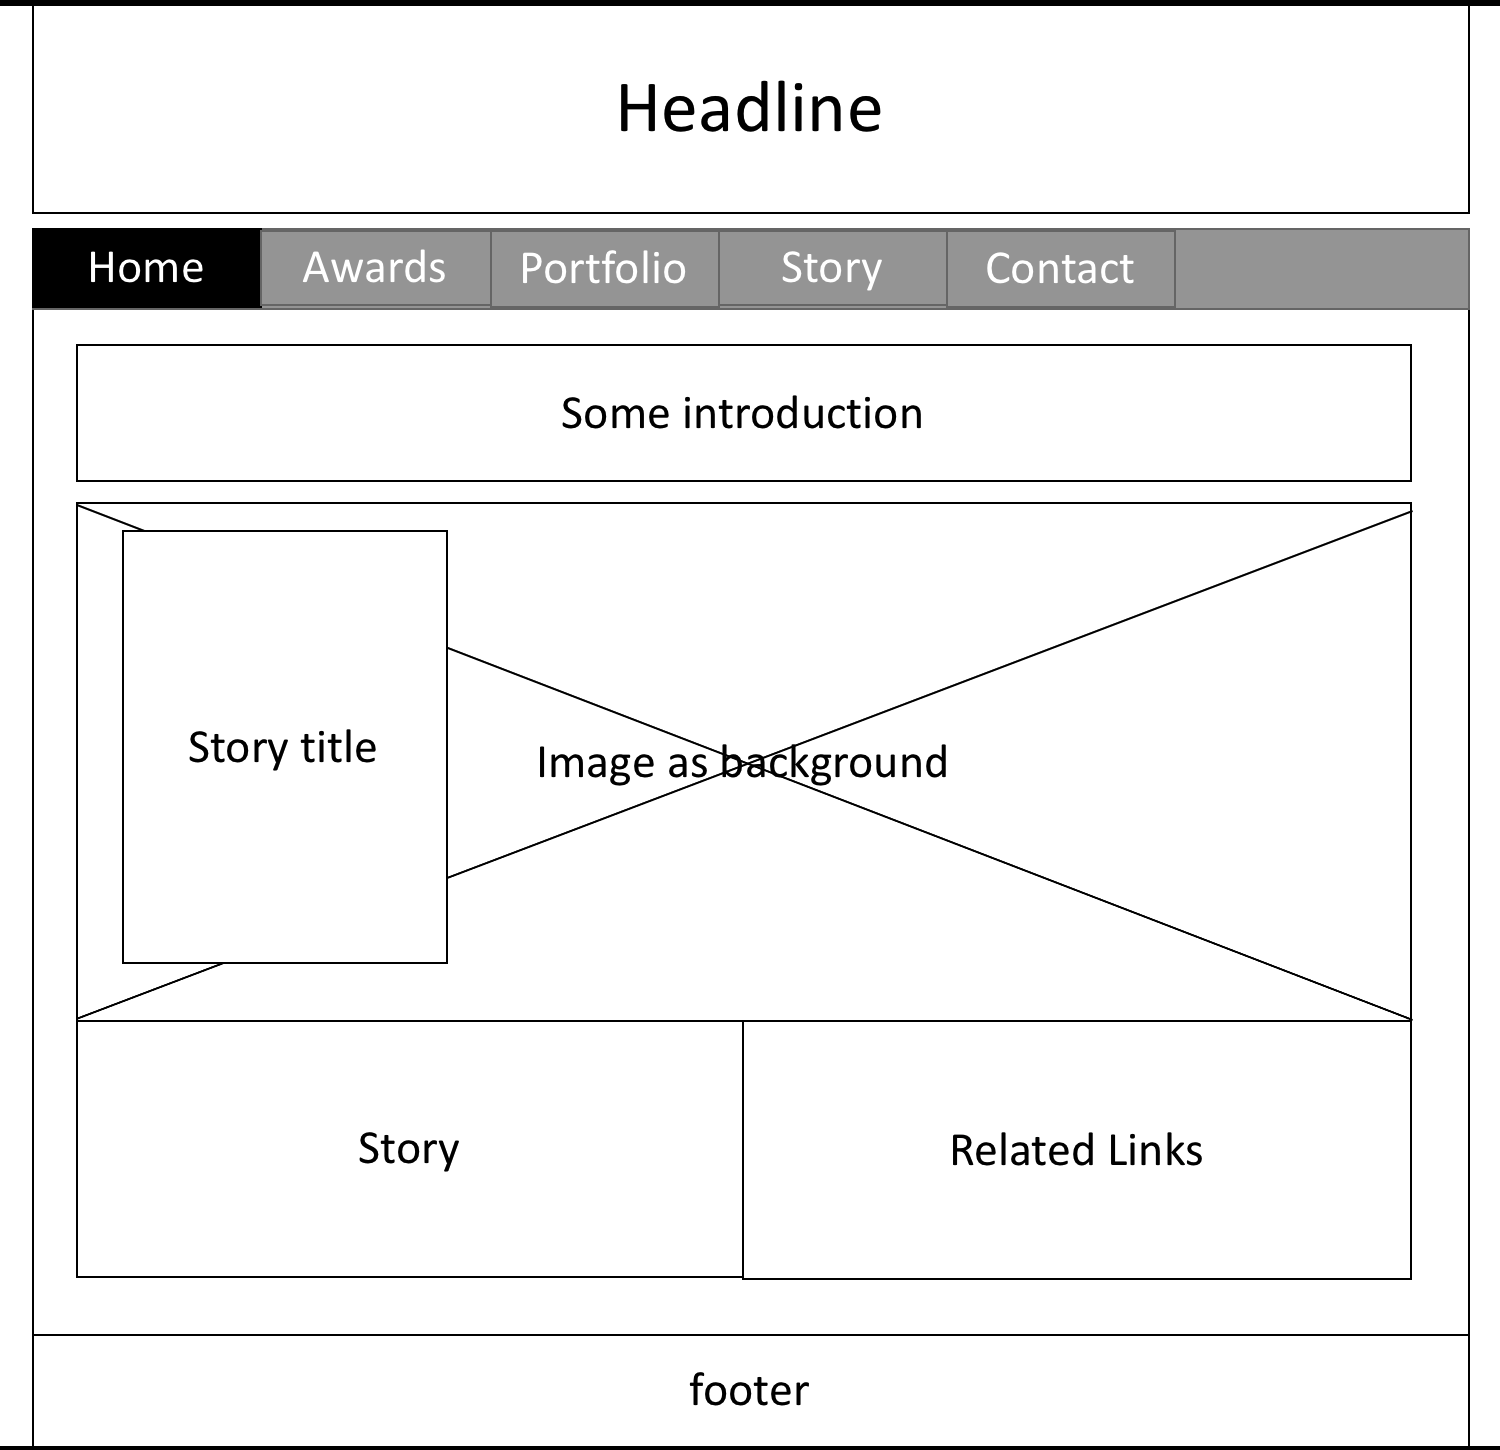 Headline
Home Awards Portfolio Story Contact
Some introduction
Story title
Image as background
Story
Related Links
footer